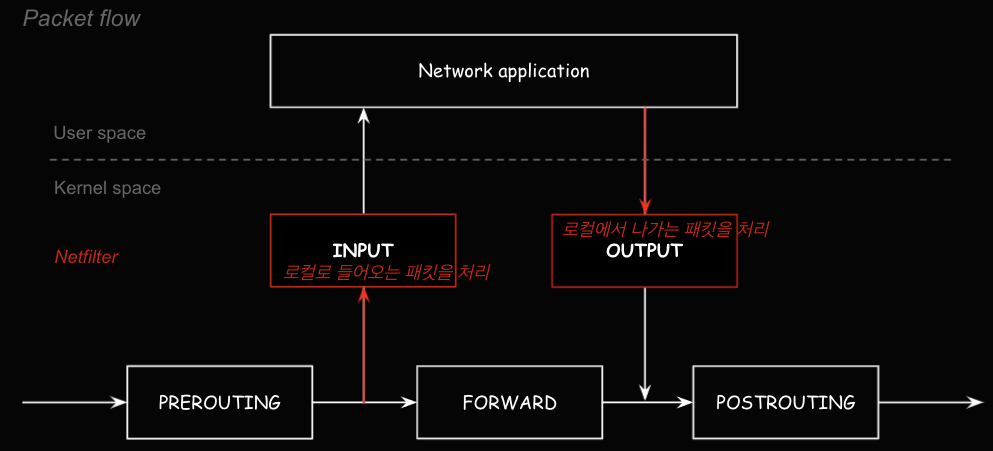 Packet flow
Network application
User space
Kernel space
Netfilter
INPUT
로컬로 들어오는 패킷을 처리
로컬에서 나가는 패킷을 처리
OUTPUT
PREROUTING
FORWARD
POSTROUTING